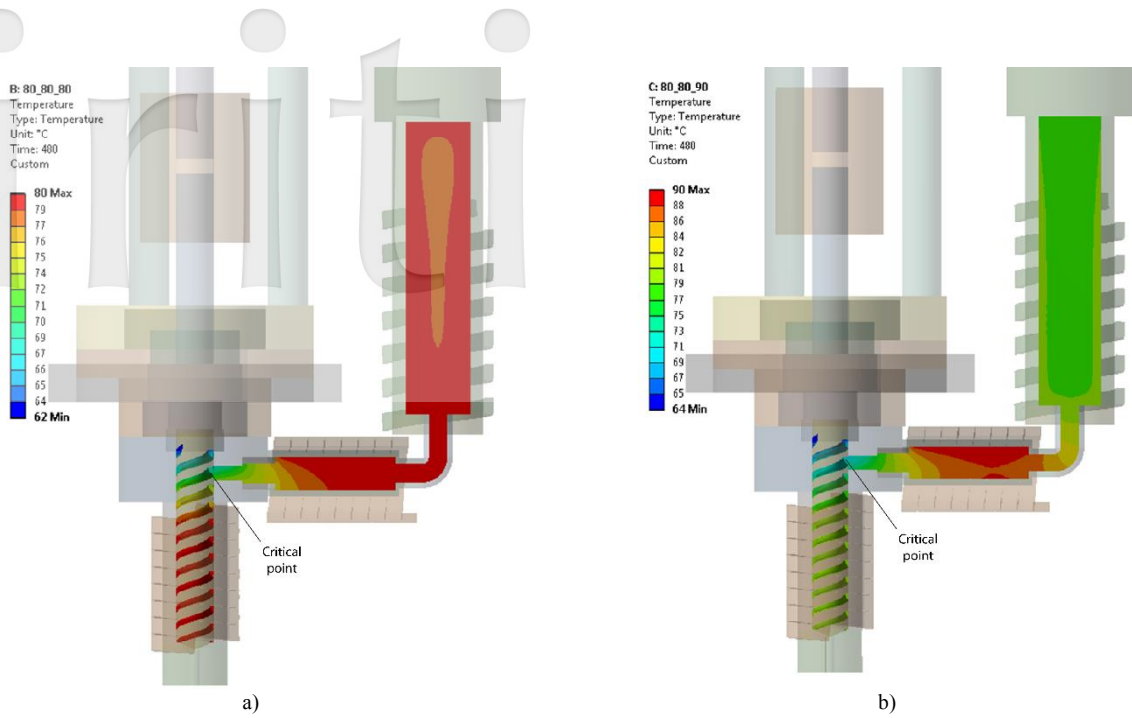 B: 80_80_80
Temperature
Type: Temperature
Unit: °C
Time: 480
Custom
80 Max
79
77
76
75
74
72
71
70
69
67
66
65
64
62 Min
Critical
point
a)
C: 80_80_90
Temperature
Type: Temperature
Unit: °C
Time: 480
Custom
90 Max
88
86
84
82
81
79
77
75
73
71
69
67
65
64 Min
Critical
point
b)